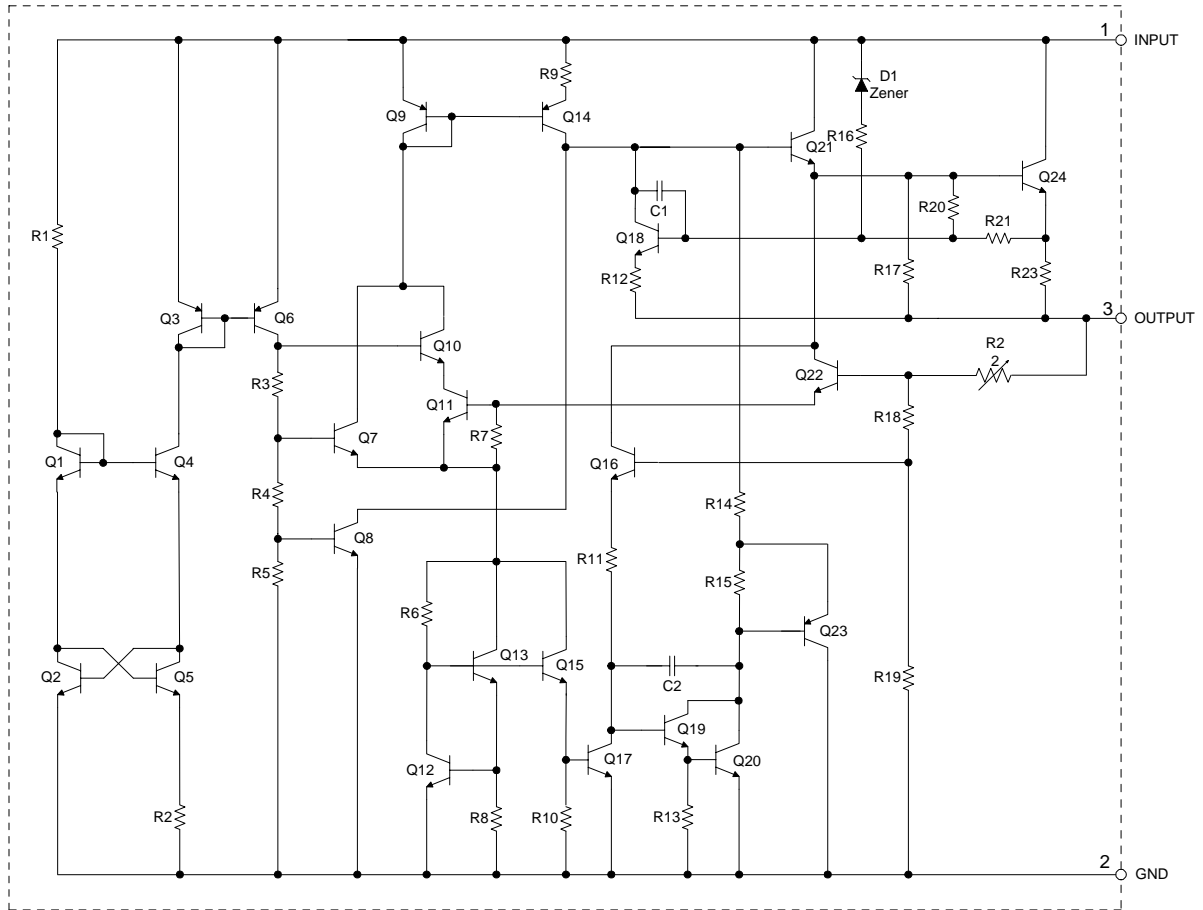 1
INPUT
R9
D1
Zener
Q9
Q14
Q21
R16
Q24
C1
R20
R21
R1
Q18
R12
R17
R23
3
OUTPUT
Q3
Q6
Q10
R2
2
Q22
R3
Q11
R7
R18
Q7
Q1
Q4
Q16
R4
R14
Q8
R11
R5
R15
R6
Q23
Q13
Q15
Q2
Q5
C2
R19
Q19
Q12
Q17
Q20
R2
R8
R10
R13
2
GND